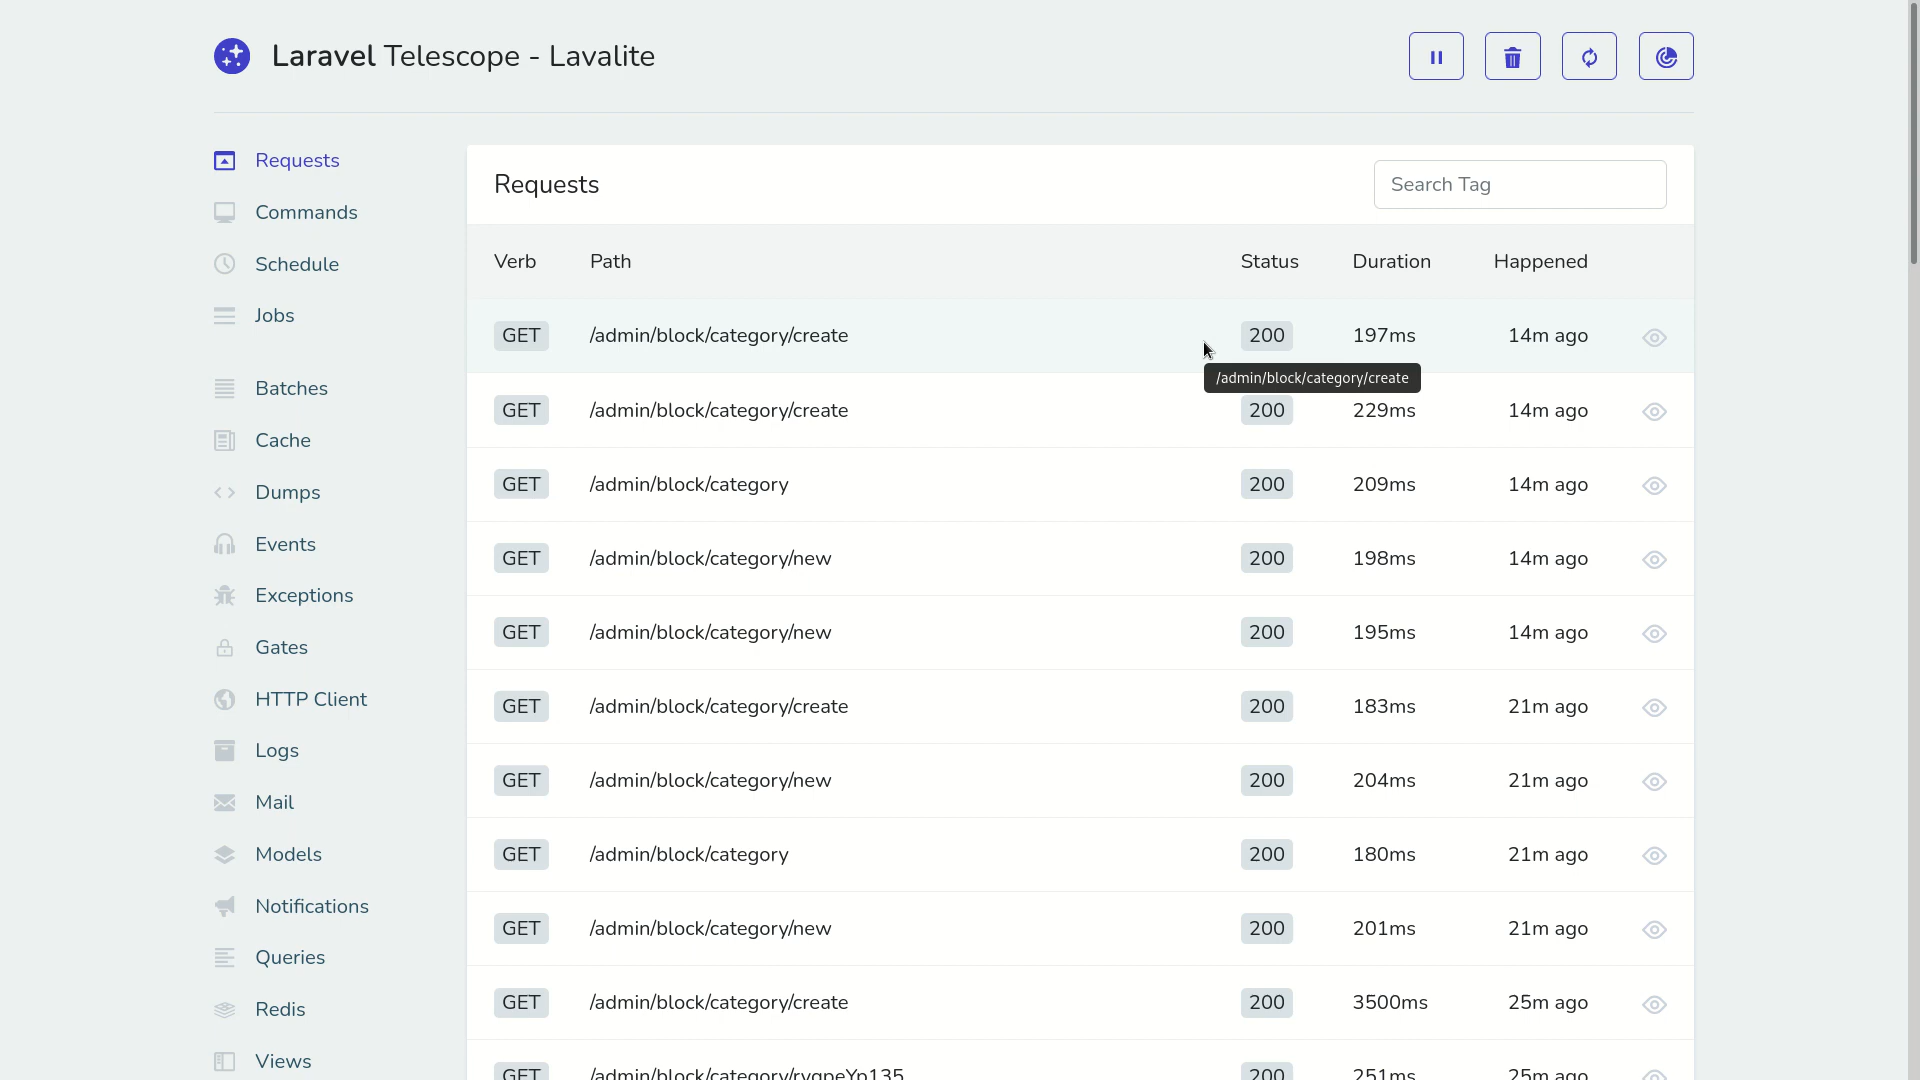 Laravel Telescope - Lavalite
Requests
Commands
Schedule
Jobs
Batches
Cache
Dumps
Events
Exceptions
Gates
HTTP Client
Logs
Mail
Models
Notifications
Queries
Redis
Views
Requests
Search Tag
Verb Path Status Duration Happened
GET /admin/block/category/create 200 197ms 14m ago
/admin/block/category/create
GET /admin/block/category/create 200 229ms 14m ago
GET /admin/block/category 200 209ms 14m ago
GET /admin/block/category/new 200 198ms 14m ago
GET /admin/block/category/new 200 195ms 14m ago
GET /admin/block/category/create 200 183ms 21m ago
GET /admin/block/category/new 200 204ms 21m ago
GET /admin/block/category 200 180ms 21m ago
GET /admin/block/category/new 200 201ms 21m ago
GET /admin/block/category/create 200 3500ms 25m ago
GET 200 251ms 25m ago